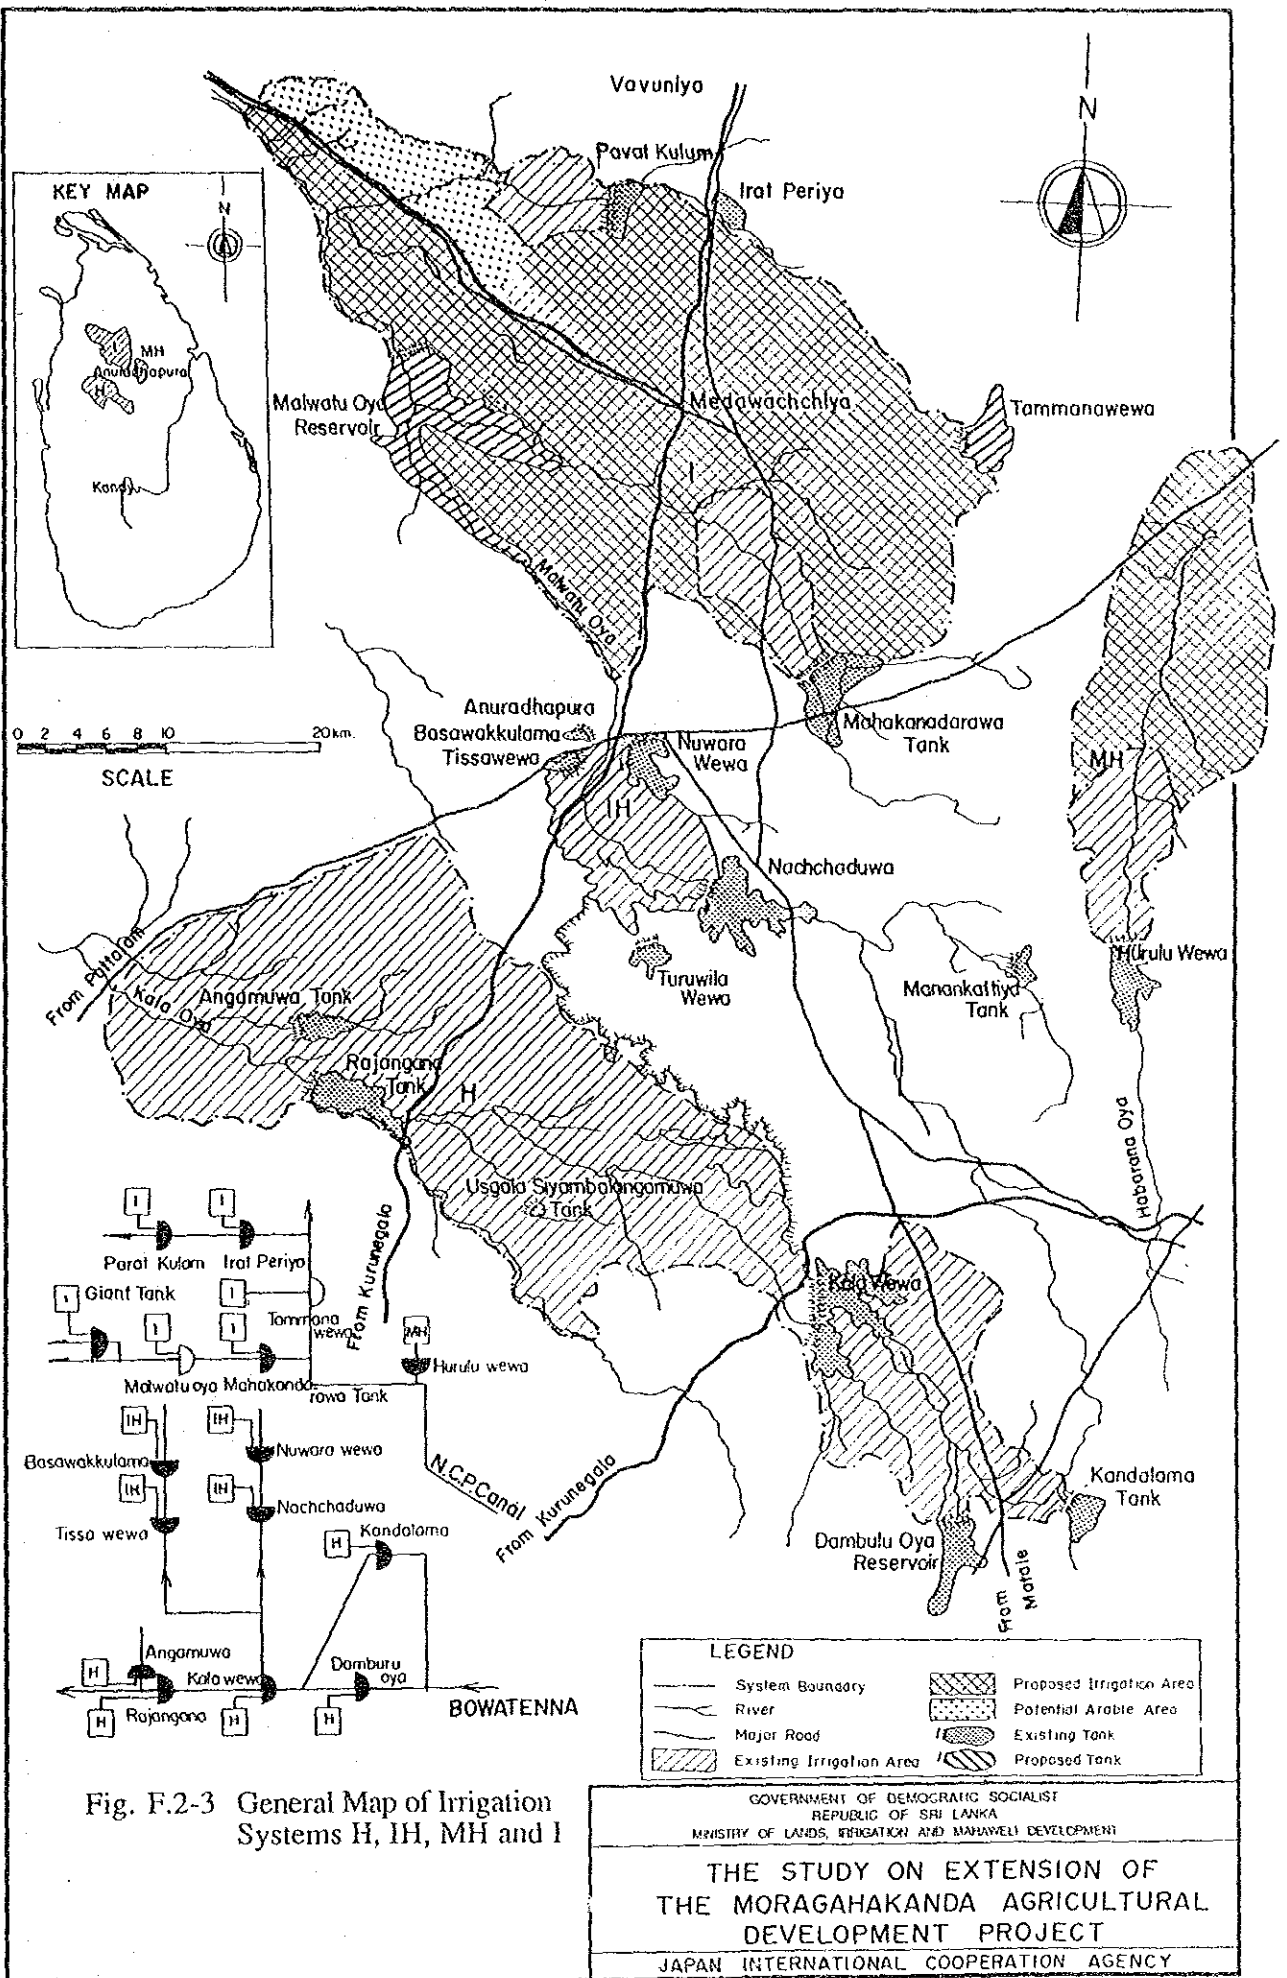 Vavuniya
N
Pavat Kulum
Irat Periya
KEY MAP
N
I
MH
Anuradhapura
H
Kandy
Malwatu Oya
Reservoir
Medawachchiya
Tammanawewa
I
Malwatu Oya
Anuradhapura
Basawakkulama
Tissawewa
Nuwara
Wewa
Mahakanadarawa
Tank
0 2 4 6 8 10 20 km.
SCALE
IH
MH
Nachchaduwa
Turuwila
Wewa
Manankattiya
Tank
Hurulu Wewa
From Puttalam
Kala Oya
Angamuwa Tank
Rajangana
Tank
H
Habarana Oya
Usgala Siyambalangamuwa
Tank
Kala Wewa
From Kurunegala
From Kurunegala
Kandalama
Tank
Dambulu Oya
Reservoir
From
Matale
I
I
Parat Kulam
Irat Periya
I
Giant Tank
I
Tammana
wewa
I
I
MH
Hurulu wewa
Malwatu oya
Mahakanda-
rawa Tank
IH
IH
Basawakkulama
Nuwara wewa
IH
IH
Nachchaduwa
Tissa wewa
N.C.P. Canal
H
Kandalama
Angamuwa
H
Kala wewa
Damburu
oya
Rajangana
H
H
H
BOWATENNA
LEGEND
System Boundary
River
Major Road
Existing Irrigation Area
Proposed Irrigation Area
Potential Arable Area
Existing Tank
Proposed Tank
Fig. F.2-3 General Map of Irrigation
Systems H, IH, MH and I
GOVERNMENT OF DEMOCRATIC SOCIALIST
REPUBLIC OF SRI LANKA
MINISTRY OF LANDS, IRRIGATION AND MAHAWELI DEVELOPMENT
THE STUDY ON EXTENSION OF
THE MORAGAHAKANDA AGRICULTURAL
DEVELOPMENT PROJECT
JAPAN INTERNATIONAL COOPERATION AGENCY